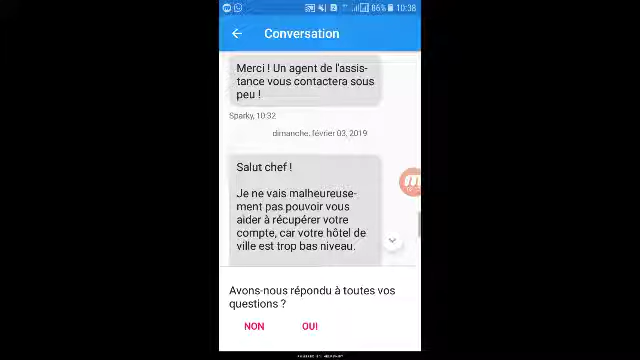 86% 10:38
Conversation
Merci ! Un agent de l'assis-
tance vous contactera sous
peu !
Sparky, 10:32
dimanche, février 03, 2019
Salut chef !
Je ne vais malheureuse-
ment pas pouvoir vous
aider à récupérer votre
compte, car votre hôtel de
ville est trop bas niveau.
Avons-nous répondu à toutes vos
questions ?
NON OUI